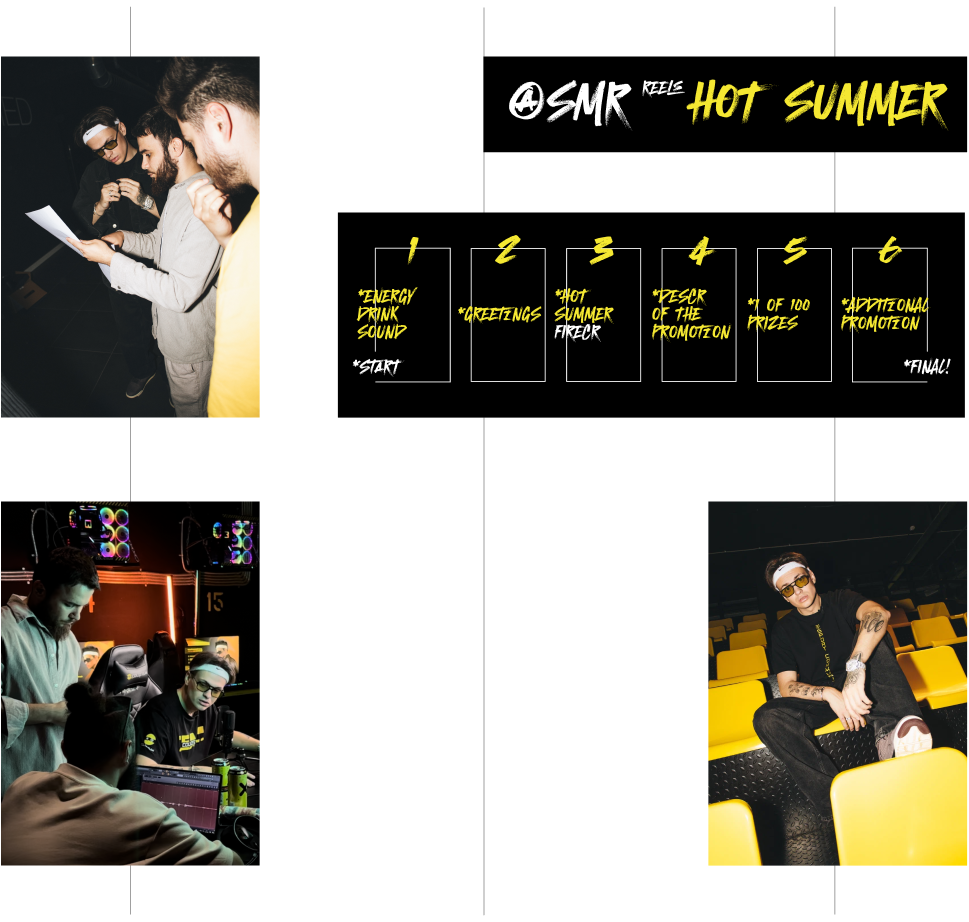 ASMR REELS HOT SUMMER
1
*ENERGY
DRINK
SOUND
*START
2
*GREETINGS
3
*HOT
SUMMER
FIRECR
4
*DESCR
OF THE
PROMOTION
5
*1 OF 100
PRIZES
6
*ADDITIONAL
PROMOTION
*FINAL!
15